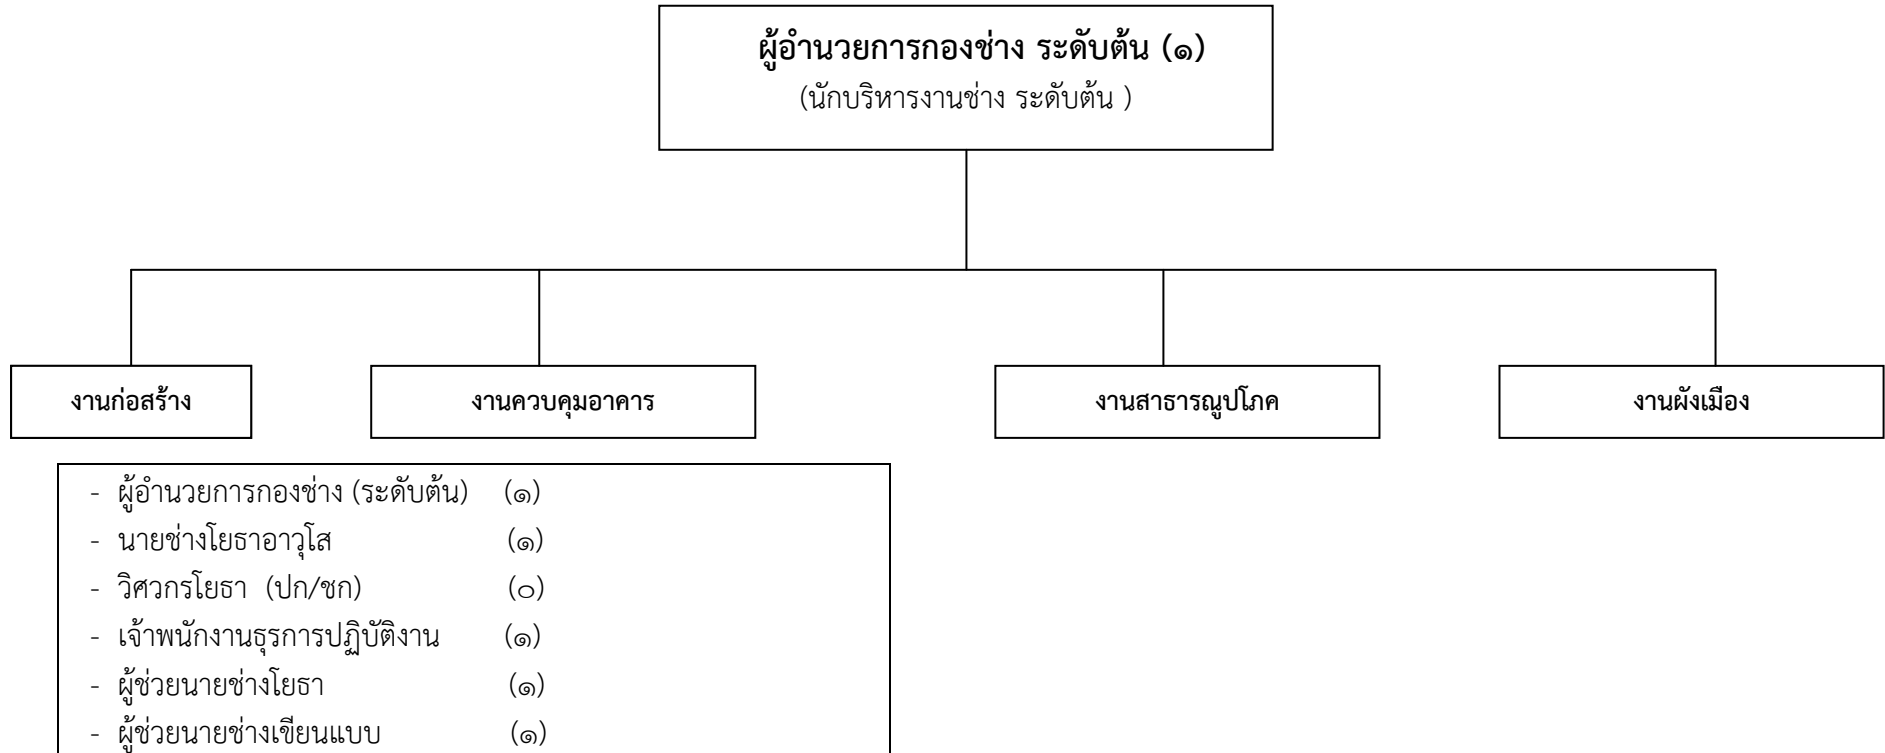 ผู้อำนวยการกองช่าง ระดับต้น (๑)
(นักบริหารงานช่าง ระดับต้น )
งานก่อสร้าง
งานควบคุมอาคาร
งานสาธารณูปโภค
งานผังเมือง
- ผู้อำนวยการกองช่าง (ระดับต้น) (๑)
- นายช่างโยธาอาวุโส (๑)
- วิศวกรโยธา (ปก/ชก) (๐)
- เจ้าพนักงานธุรการปฏิบัติงาน (๑)
- ผู้ช่วยนายช่างโยธา (๑)
- ผู้ช่วยนายช่างเขียนแบบ (๑)